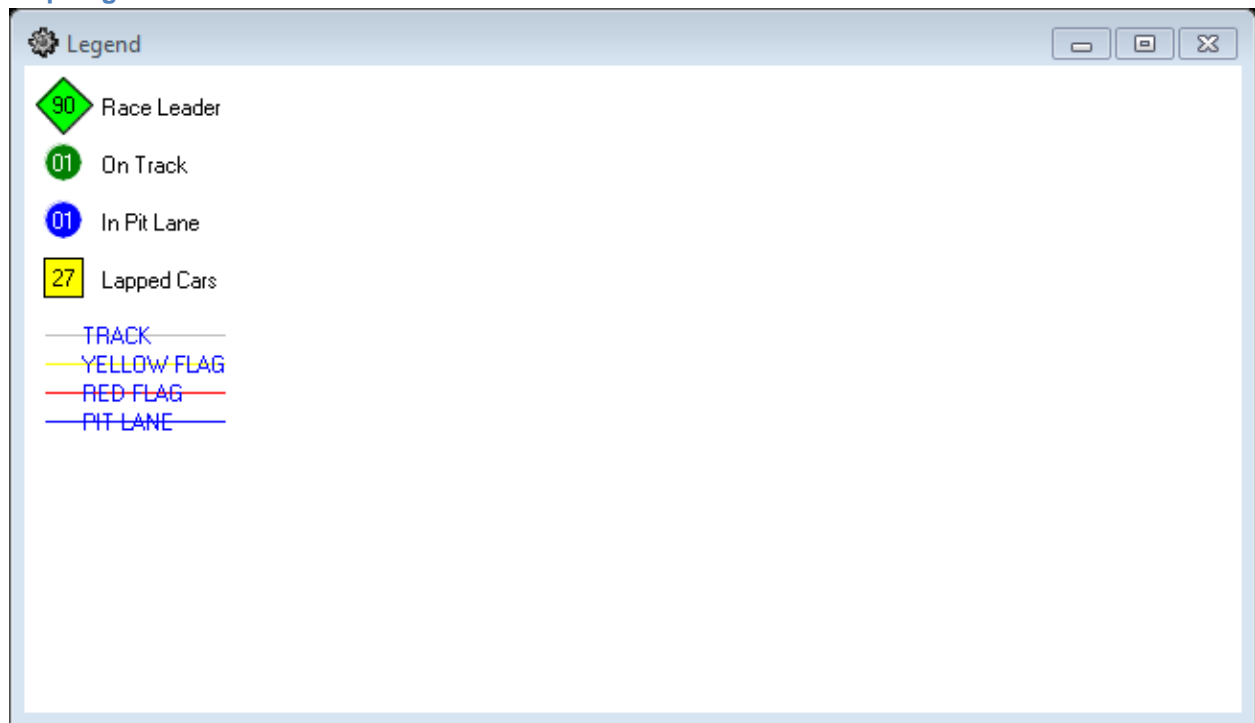 Legend
90 Race Leader
01 On Track
01 In Pit Lane
27 Lapped Cars
TRACK
YELLOW FLAG
RED FLAG
PIT LANE